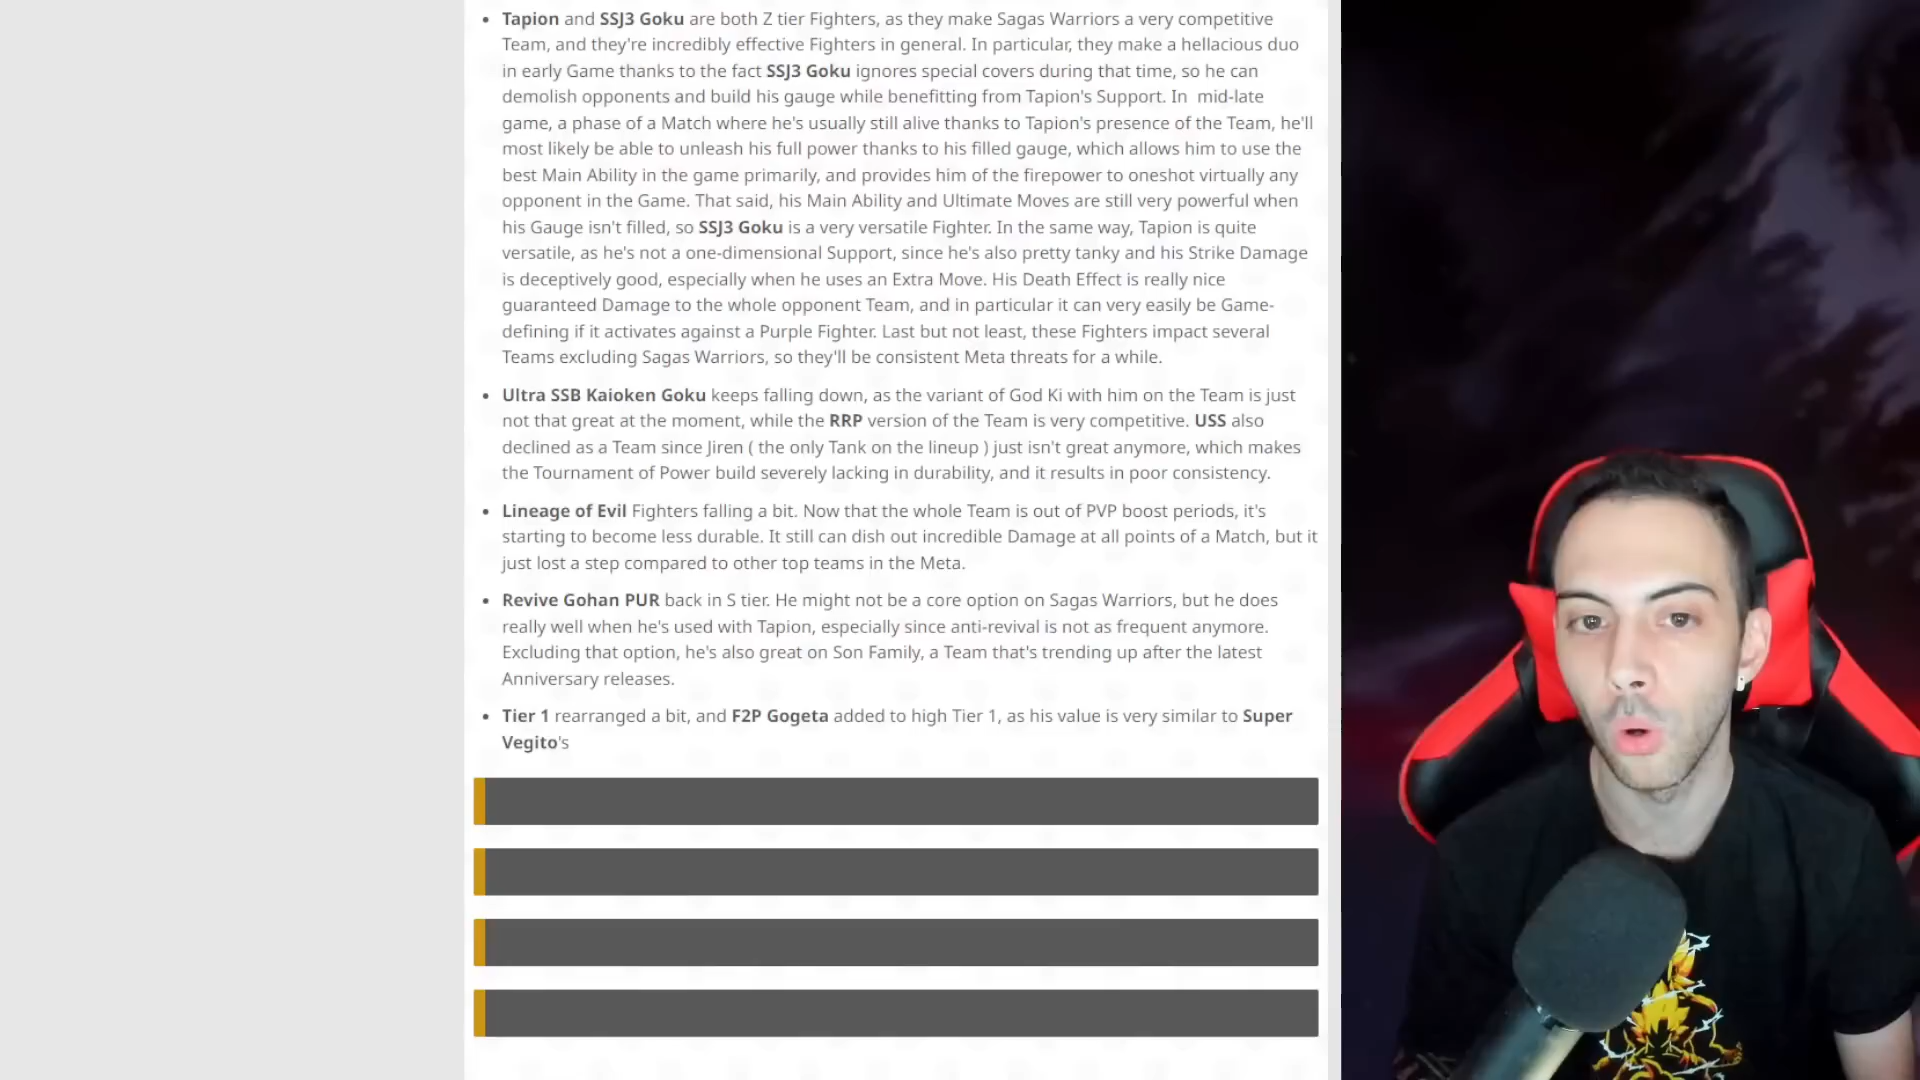 Tapion and SSJ3 Goku are both Z tier Fighters, as they make Sagas Warriors a very competitive
Team, and they're incredibly effective Fighters in general. In particular, they make a hellacious duo
in early Game thanks to the fact SSJ3 Goku ignores special covers during that time, so he can
demolish opponents and build his gauge while benefitting from Tapion's Support. In mid-late
game, a phase of a Match where he's usually still alive thanks to Tapion's presence of the Team, he'll
most likely be able to unleash his full power thanks to his filled gauge, which allows him to use the
best Main Ability in the game primarily, and provides him of the firepower to oneshot virtually any
opponent in the Game. That said, his Main Ability and Ultimate Moves are still very powerful when
his Gauge isn't filled, so SSJ3 Goku is a very versatile Fighter. In the same way, Tapion is quite
versatile, as he's not a one-dimensional Support, since he's also pretty tanky and his Strike Damage
is deceptively good, especially when he uses an Extra Move. His Death Effect is really nice
guaranteed Damage to the whole opponent Team, and in particular it can very easily be Game-
defining if it activates against a Purple Fighter. Last but not least, these Fighters impact several
Teams excluding Sagas Warriors, so they'll be consistent Meta threats for a while.
Ultra SSB Kaioken Goku keeps falling down, as the variant of God Ki with him on the Team is just
not that great at the moment, while the RRP version of the Team is very competitive. USS also
declined as a Team since Jiren ( the only Tank on the lineup ) just isn't great anymore, which makes
the Tournament of Power build severely lacking in durability, and it results in poor consistency.
Lineage of Evil Fighters falling a bit. Now that the whole Team is out of PVP boost periods, it's
starting to become less durable. It still can dish out incredible Damage at all points of a Match, but it
just lost a step compared to other top teams in the Meta.
Revive Gohan PUR back in S tier. He might not be a core option on Sagas Warriors, but he does
really well when he's used with Tapion, especially since anti-revival is not as frequent anymore.
Excluding that option, he's also great on Son Family, a Team that's trending up after the latest
Anniversary releases.
Tier 1 rearranged a bit, and F2P Gogeta added to high Tier 1, as his value is very similar to Super
Vegito's